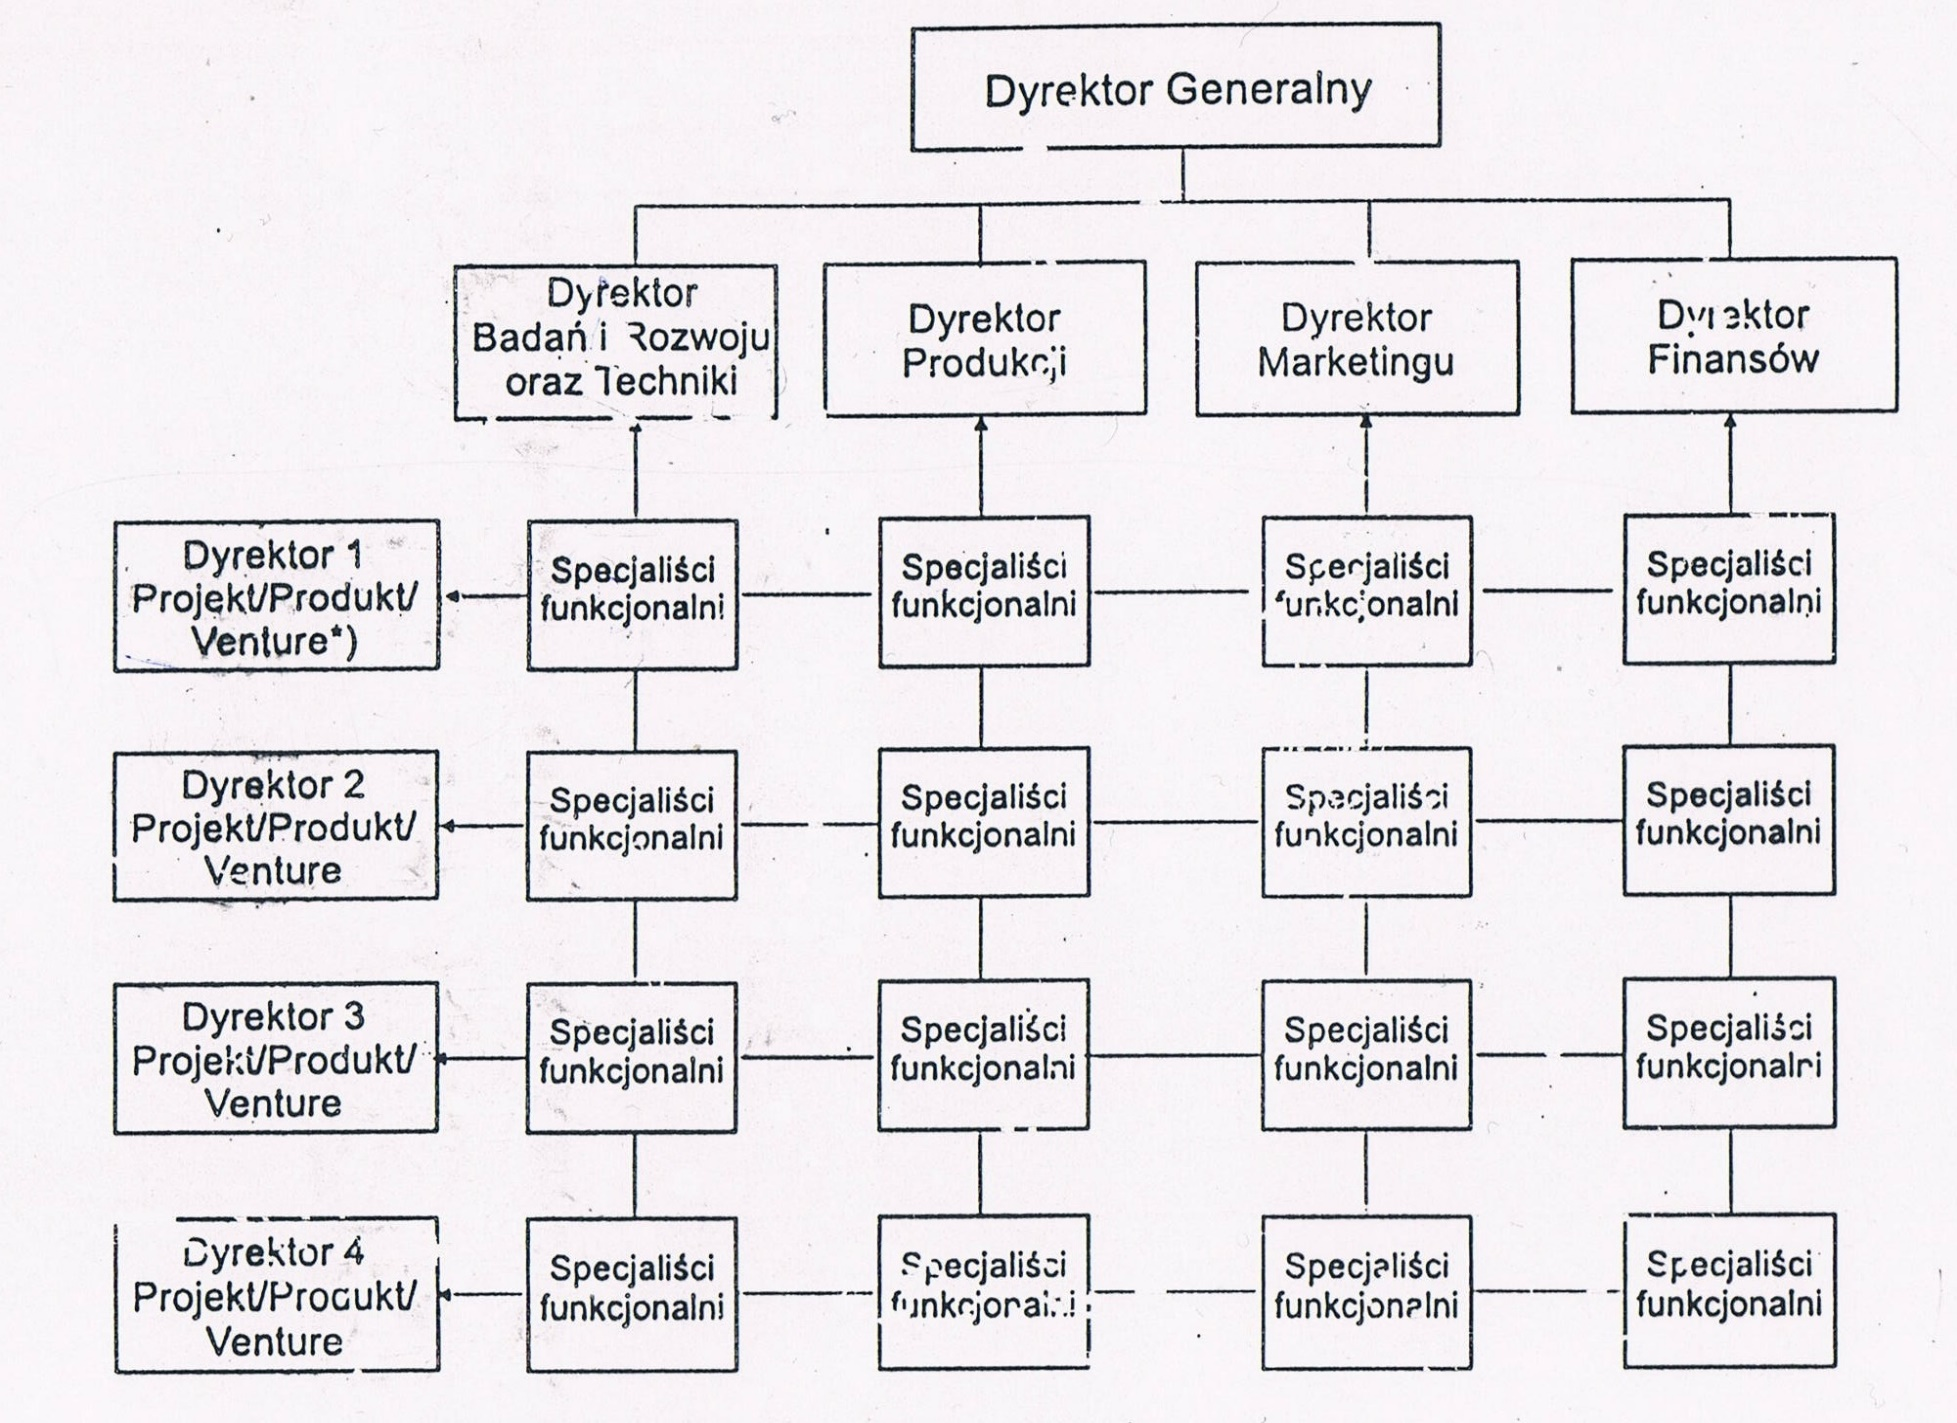 Dyrektor Generalny
Dyrektor
Badań i Rozwoju
oraz Techniki
Dyrektor
Produkcji
Dyrektor
Marketingu
Dyrektor
Finansów
Dyrektor 1
Projekt/Produkt/
Venture*)
Specjaliści
funkcjonalni
Specjaliści
funkcjonalni
Specjaliści
funkcjonalni
Specjaliści
funkcjonalni
Dyrektor 2
Projekt/Produkt/
Venture
Specjaliści
funkcjonalni
Specjaliści
funkcjonalni
Specjaliści
funkcjonalni
Specjaliści
funkcjonalni
Dyrektor 3
Projekt/Produkt/
Venture
Specjaliści
funkcjonalni
Specjaliści
funkcjonalni
Specjaliści
funkcjonalni
Specjaliści
funkcjonalni
Dyrektor 4
Projekt/Produkt/
Venture
Specjaliści
funkcjonalni
Specjaliści
funkcjonalni
Specjaliści
funkcjonalni
Specjaliści
funkcjonalni